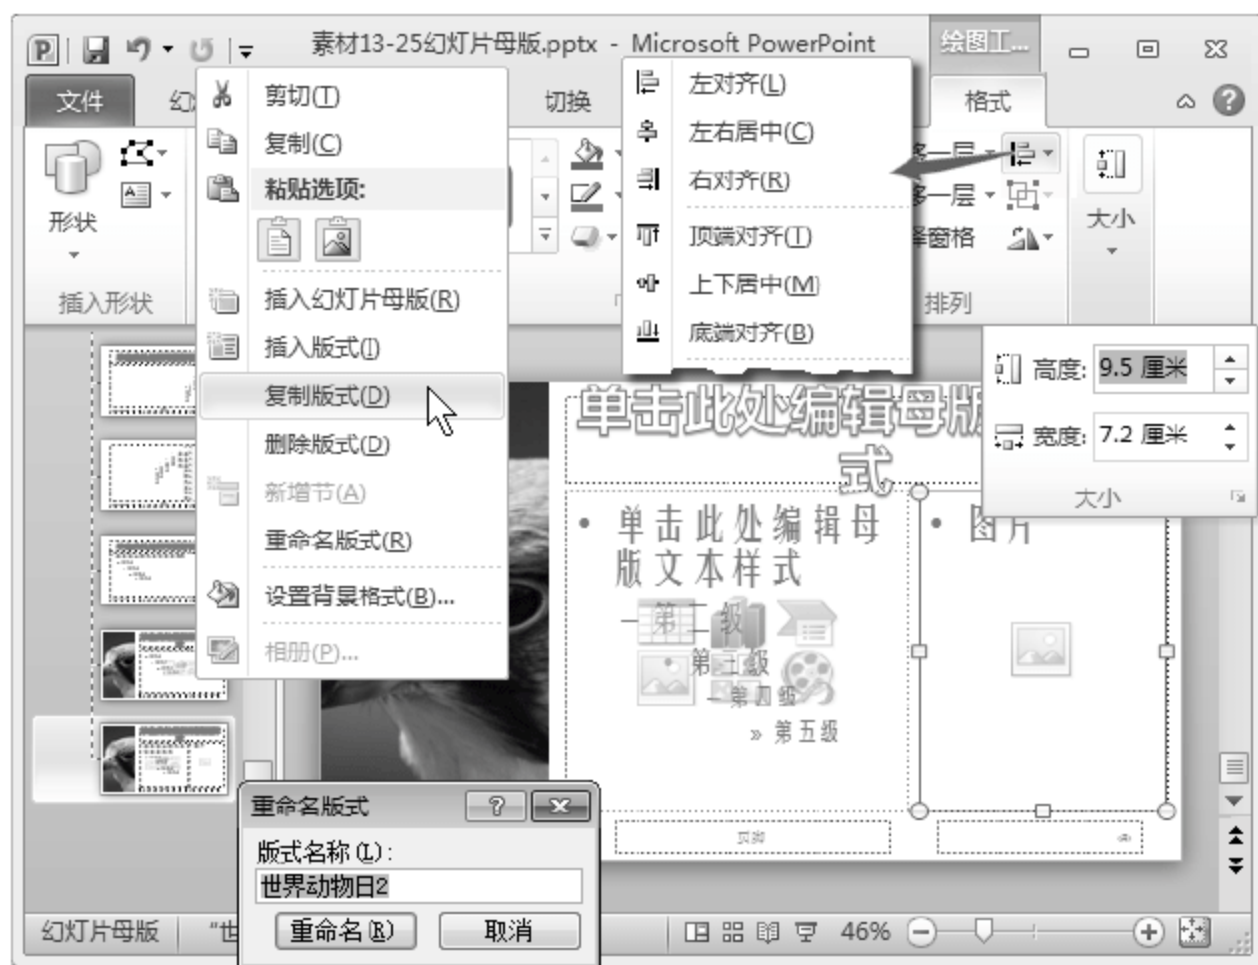 素材13-25幻灯片母版.pptx - Microsoft PowerPoint
绘图工...
文件
幻
切换
格式
形状
插入形状
大小
排列
剪切(T)
复制(C)
粘贴选项:
插入幻灯片母版(R)
插入版式(I)
复制版式(D)
删除版式(D)
新增节(A)
重命名版式(R)
设置背景格式(B)...
相册(P)...
左对齐(L)
左右居中(C)
右对齐(R)
顶端对齐(T)
上下居中(M)
底端对齐(B)
一层
一层
窗格
高度: 9.5 厘米
宽度: 7.2 厘米
大小
单击此处编辑母版
式
• 单击此处编辑母
版文本样式
– 第二级
第三级
– 第四级
» 第五级
• 图片
页脚
重命名版式
版式名称(L):
世界动物日2
重命名(R)
取消
幻灯片母版
"世
46%